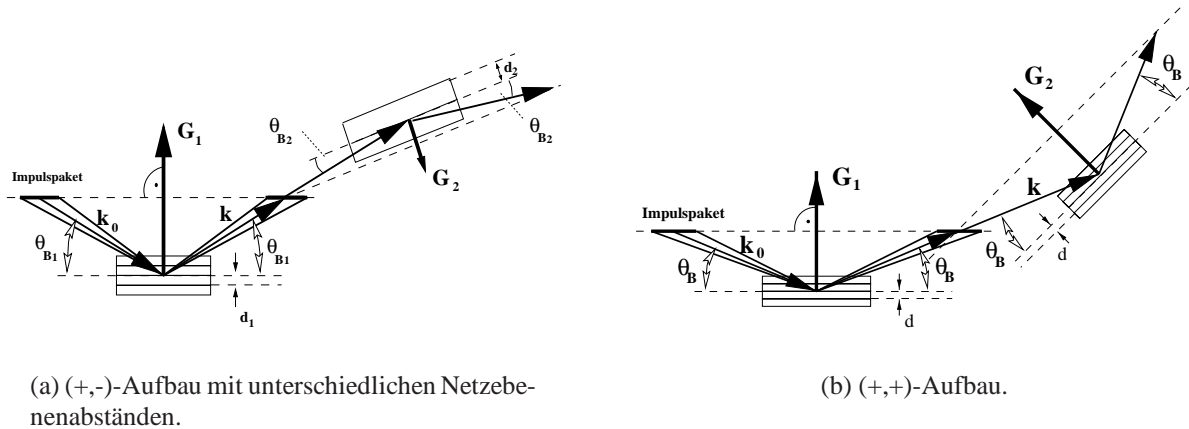 G1
Impulspaket
k0
k
θB1
θB1
d1
θB2
d2
θB2
G2
(a) (+,-)-Aufbau mit unterschiedlichen Netzebe-
nenabständen.
G1
Impulspaket
k0
θB
θB
d
k
θB
d
G2
θB
(b) (+,+)-Aufbau.